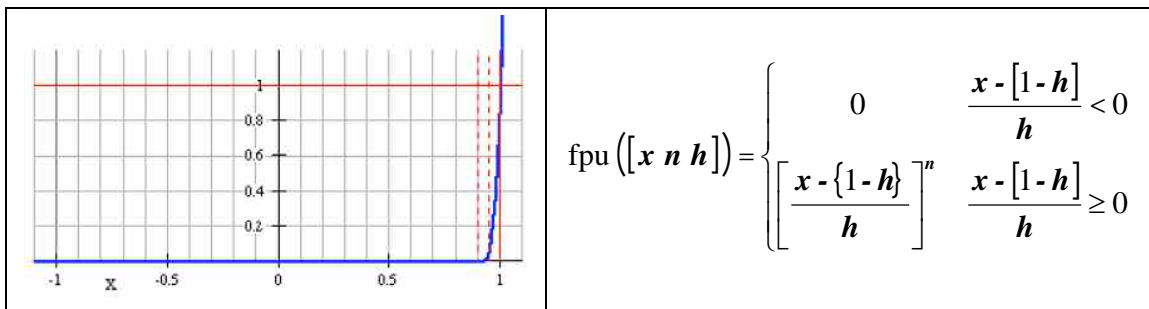 1
0.8
0.6
0.4
0.2
-1 -0.5 0 0.5 1
x
fpu([x n h]) = { 0   x - [1 - h] / h < 0
[x - {1 - h} / h]^n   x - [1 - h] / h ≥ 0